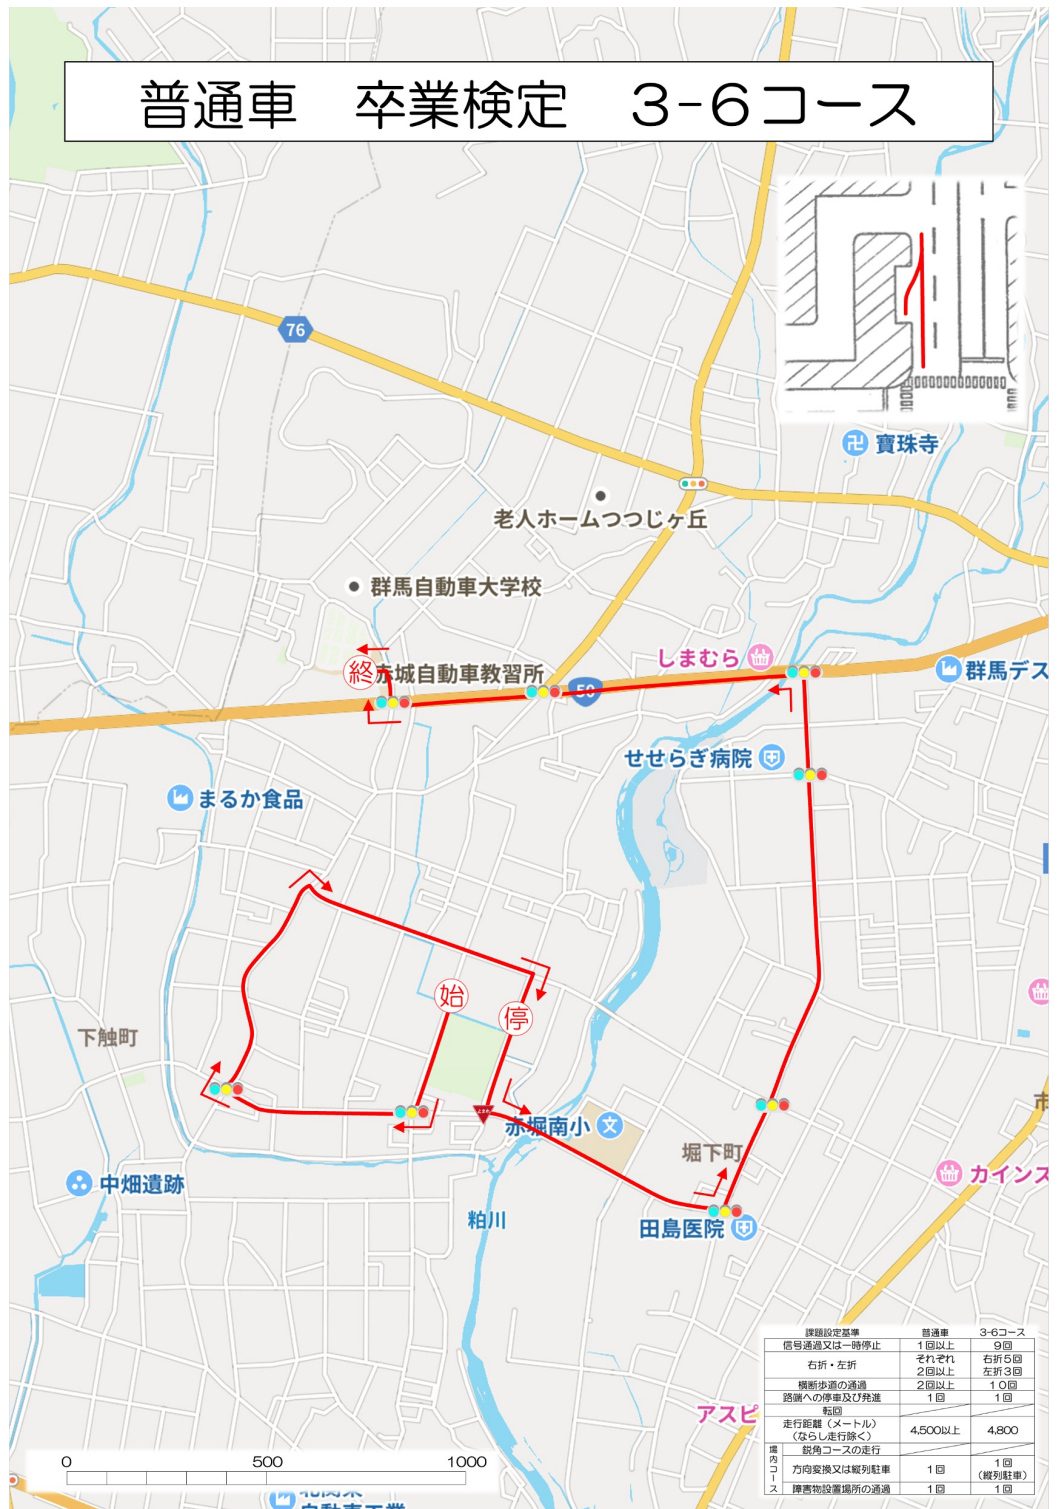 普通車　卒業検定　3-6コース
76
寶珠寺
老人ホームつつじヶ丘
群馬自動車大学校
しまむら
終
赤城自動車教習所
群馬デス
50
せせらぎ病院
まるか食品
始
停
下触町
止まれ
赤堀南小
文
市
堀下町
中畑遺跡
カインズ
粕川
田島医院
アスピ
課題設定基準 普通車 3-6コース
信号通過又は一時停止 1回以上 9回
右折・左折 それぞれ2回以上 右折5回 左折3回
横断歩道の通過 2回以上 10回
路端への停車及び発進 1回 1回
転回
走行距離（メートル）（ならし走行除く） 4,500以上 4,800
場内コース
鋭角コースの走行
方向変換又は縦列駐車 1回 1回（縦列駐車）
障害物設置場所の通過 1回 1回
0 500 1000